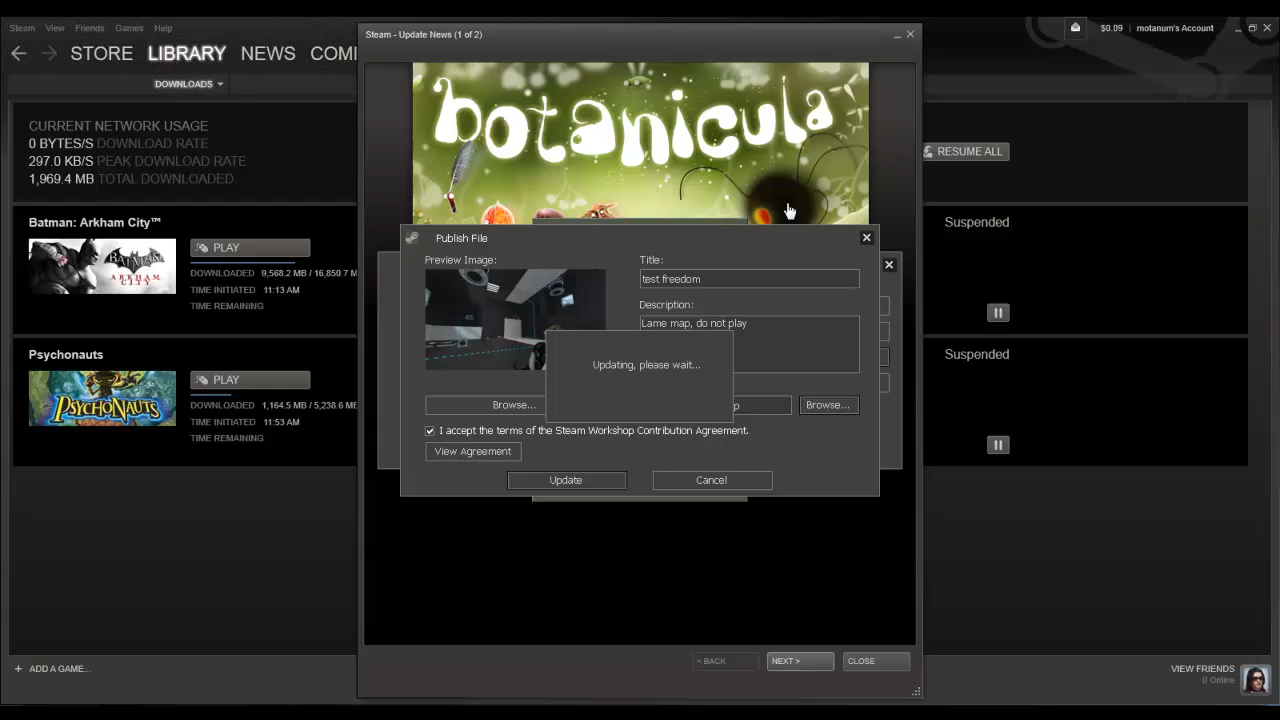 Steam View Friends Games Help
$0.09 | motanum's Account
STORE LIBRARY NEWS COM
DOWNLOADS
CURRENT NETWORK USAGE
0 BYTES/S DOWNLOAD RATE
297.0 KB/S PEAK DOWNLOAD RATE
1,969.4 MB TOTAL DOWNLOADED
RESUME ALL
Batman: Arkham City™
BATMAN
ARKHAM CITY
PLAY
DOWNLOADED 9,568.2 MB / 16,850.7 M
TIME INITIATED 11:13 AM
TIME REMAINING
Suspended
Psychonauts
PSYCHONAUTS
PLAY
DOWNLOADED 1,164.5 MB / 5,238.6 MB
TIME INITIATED 11:53 AM
TIME REMAINING
Suspended
Steam - Update News (1 of 2)
botanicula
Publish File
Preview Image:
Title:
test freedom
Description:
Lame map, do not play
Updating, please wait...
Browse...
p
Browse...
I accept the terms of the Steam Workshop Contribution Agreement.
View Agreement
Update
Cancel
< BACK
NEXT >
CLOSE
+ ADD A GAME...
VIEW FRIENDS
0 Online